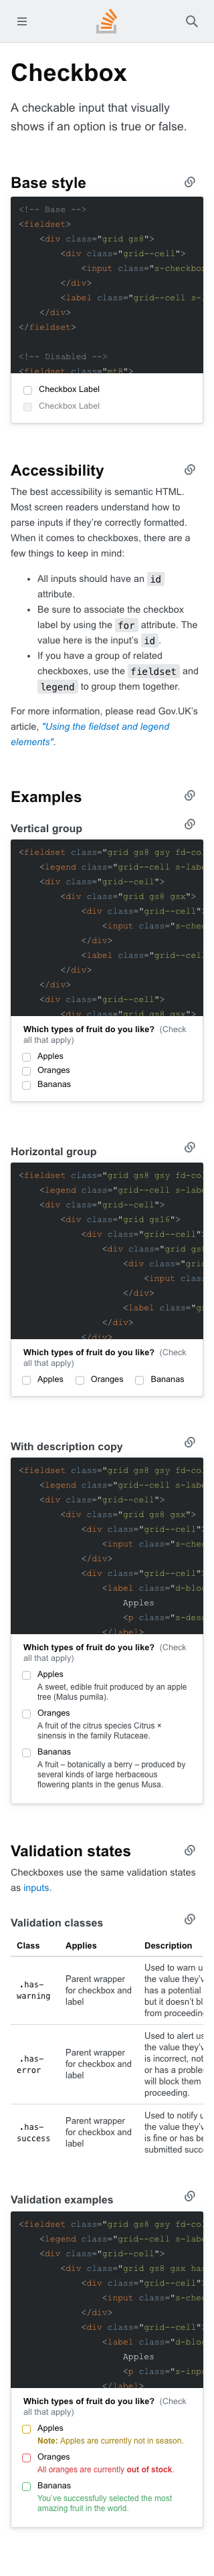 Checkbox
A checkable input that visually
shows if an option is true or false.
Base style
<!-- Base -->
<fieldset>
<div class="grid gs8">
<div class="grid--cell">
<input class="s-checkbo
</div>
<label class="grid--cell s-
</div>
</fieldset>
<!-- Disabled -->
<fieldset class="mt8">
Checkbox Label
Checkbox Label
Accessibility
The best accessibility is semantic HTML.
Most screen readers understand how to
parse inputs if they're correctly formatted.
When it comes to checkboxes, there are a
few things to keep in mind:
• All inputs should have an id
attribute.
• Be sure to associate the checkbox
label by using the for attribute. The
value here is the input's id.
• If you have a group of related
checkboxes, use the fieldset and
legend to group them together.
For more information, please read Gov.UK's
article, "Using the fieldset and legend
elements".
Examples
Vertical group
<fieldset class="grid gs8 gsy fd-co
<legend class="grid--cell s-lab
<div class="grid--cell">
<div class="grid gs8 gsx">
<div class="grid--cell"
<input class="s-che
</div>
<label class="grid--cel
</div>
</div>
<div class="grid--cell">
<div class="grid gs8 gsx">
Which types of fruit do you like? (Check
all that apply)
Apples
Oranges
Bananas
Horizontal group
<fieldset class="grid gs8 gsy fd-co
<legend class="grid--cell s-lab
<div class="grid--cell">
<div class="grid gs16">
<div class="grid--cell"
<div class="grid gs
<div class="gri
<input clas
</div>
<label class="g
</div>
</div>
Which types of fruit do you like? (Check
all that apply)
Apples Oranges Bananas
With description copy
<fieldset class="grid gs8 gsy fd-co
<legend class="grid--cell s-lab
<div class="grid--cell">
<div class="grid gs8 gsx">
<div class="grid--cell"
<input class="s-che
</div>
<div class="grid--cell"
<label class="d-blo
Apples
<p class="s-des
</label>
Which types of fruit do you like? (Check
all that apply)
Apples
A sweet, edible fruit produced by an apple
tree (Malus pumila).
Oranges
A fruit of the citrus species Citrus ×
sinensis in the family Rutaceae.
Bananas
A fruit – botanically a berry – produced by
several kinds of large herbaceous
flowering plants in the genus Musa.
Validation states
Checkboxes use the same validation states
as inputs.
Validation classes
Class Applies Description
.has-warning Parent wrapper for checkbox and label Used to warn u the value they'v has a potential but it doesn't bl from proceedin
.has-error Parent wrapper for checkbox and label Used to alert us the value they'v is incorrect, not or has a proble will block them proceeding.
.has-success Parent wrapper for checkbox and label Used to notify u the value they'v is fine or has be submitted succ
Validation examples
<fieldset class="grid gs8 gsy fd-co
<legend class="grid--cell s-lab
<div class="grid--cell">
<div class="grid gs8 gsx ha
<div class="grid--cell"
<input class="s-che
</div>
<div class="grid--cell"
<label class="d-blo
Apples
<p class="s-inp
</label>
Which types of fruit do you like? (Check
all that apply)
Apples
Note: Apples are currently not in season.
Oranges
All oranges are currently out of stock.
Bananas
You've successfully selected the most
amazing fruit in the world.